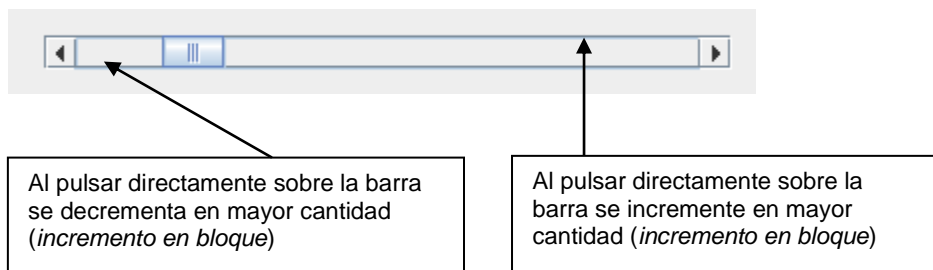 Al pulsar directamente sobre la barra
se decrementa en mayor cantidad
(incremento en bloque)
Al pulsar directamente sobre la
barra se incremente en mayor
cantidad (incremento en bloque)